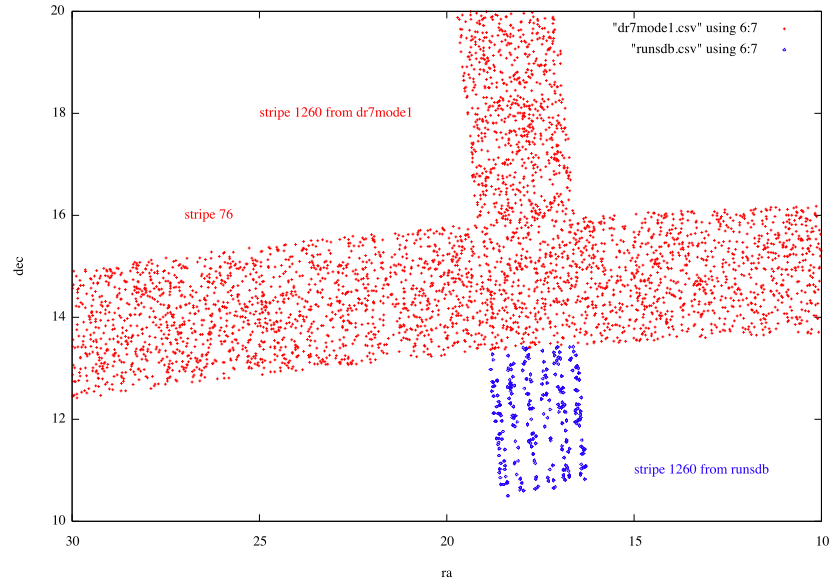 20
"dr7mode1.csv" using 6:7
"runsdb.csv" using 6:7
18
stripe 1260 from dr7mode1
16
stripe 76
dec
14
12
stripe 1260 from runsdb
10
30
25
20
15
10
ra